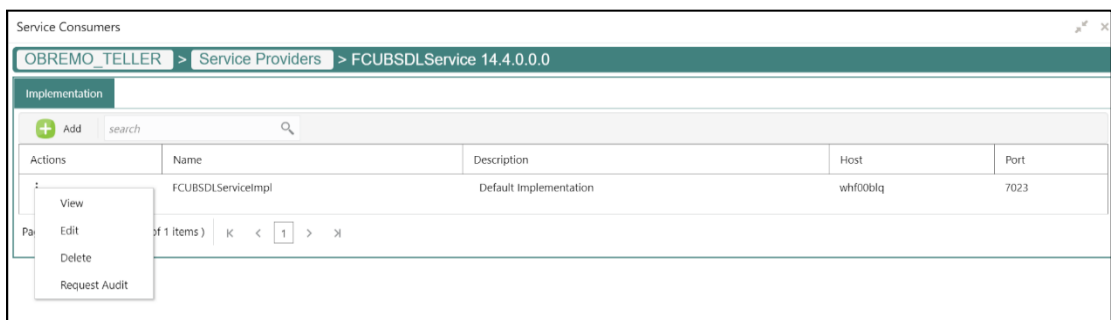 Service Consumers
OBREMO_TELLER > Service Providers > FCUBSDLService 14.4.0.0.0
Implementation
Add search
Actions Name Description Host Port
FCUBSDLServiceImpl Default Implementation whf00blq 7023
View
Edit
Delete
Request Audit
of 1 items ) 1